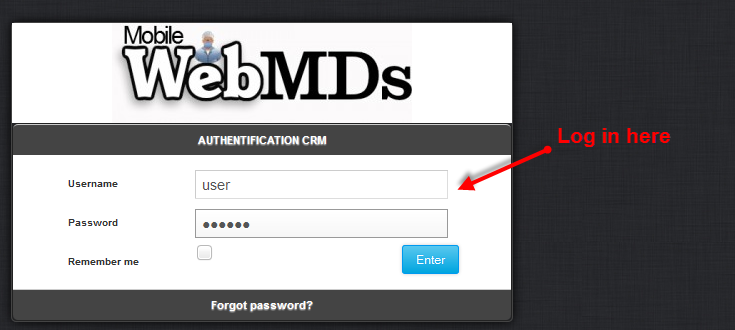 Mobile
WebMDs
AUTHENTIFICATION CRM
Log in here
Username
user
Password
••••••
Remember me
Enter
Forgot password?